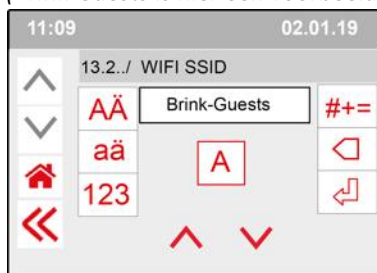 11:09 02.01.19
13.2../ WIFI SSID
AÄ Brink-Guests #+=
aä A
123